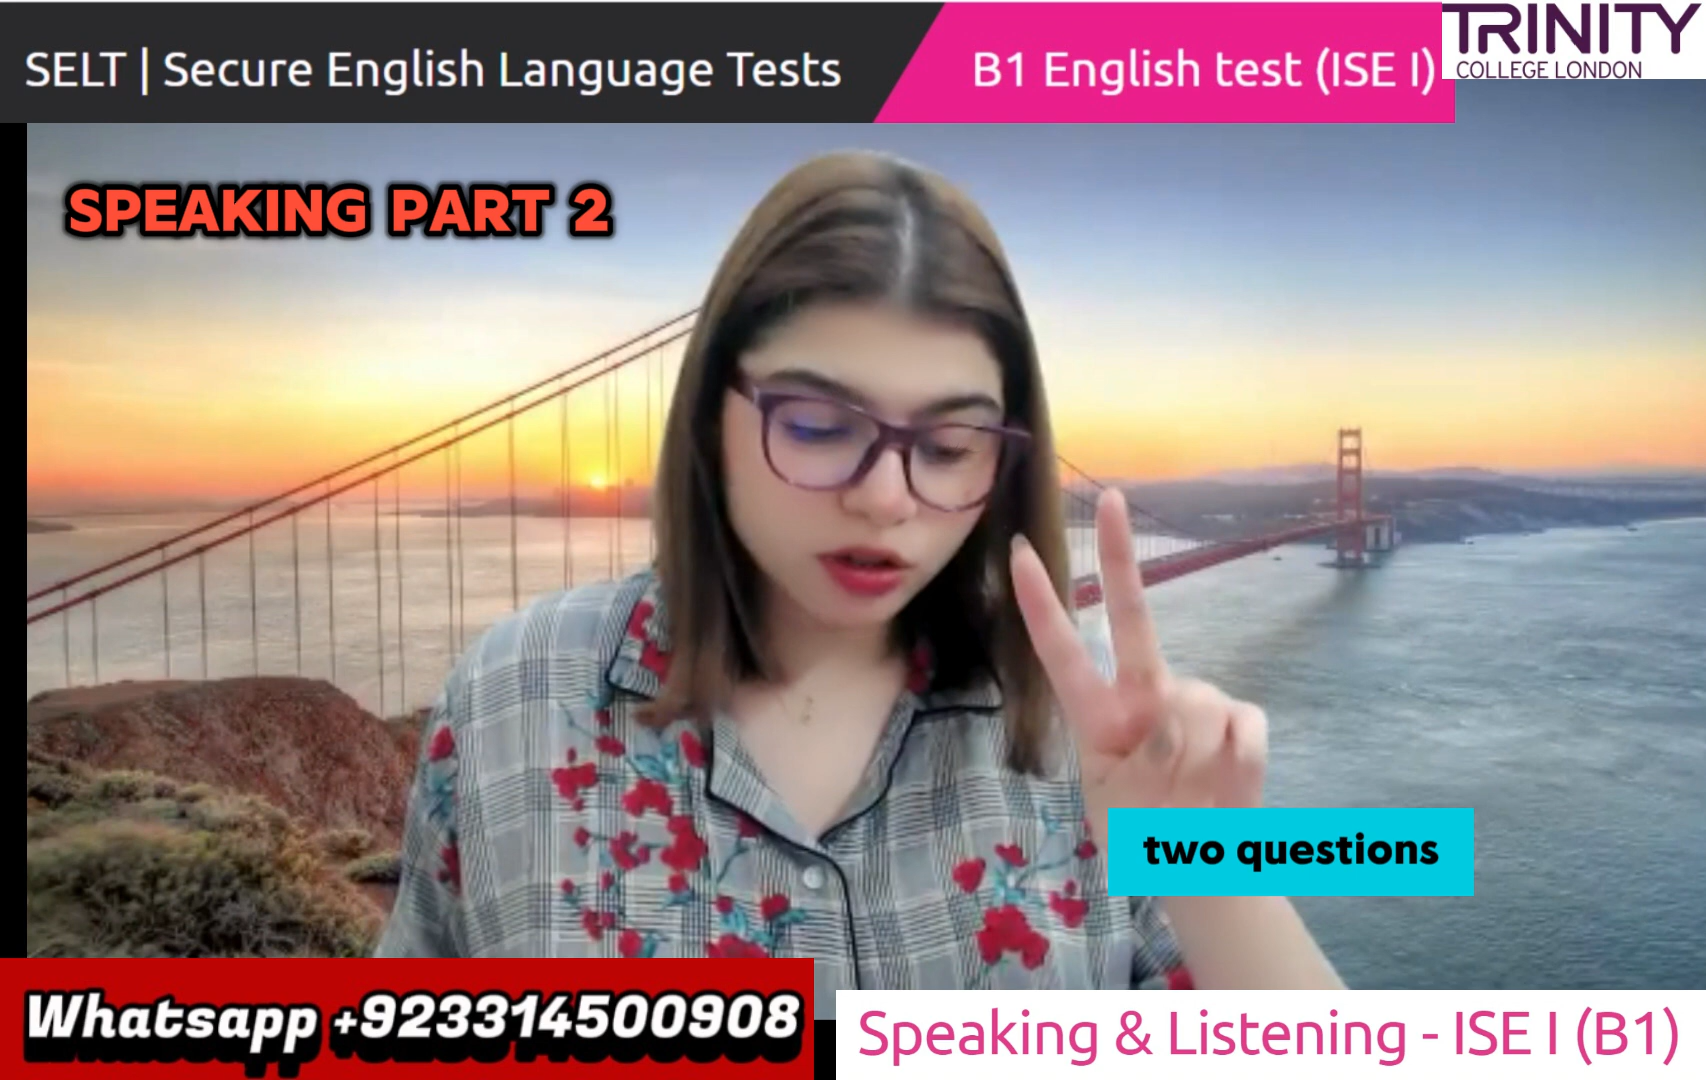 SELT | Secure English Language Tests
B1 English test (ISE I)
TRINITY
COLLEGE LONDON
SPEAKING PART 2
two questions
Whatsapp +923314500908
Speaking & Listening - ISE I (B1)